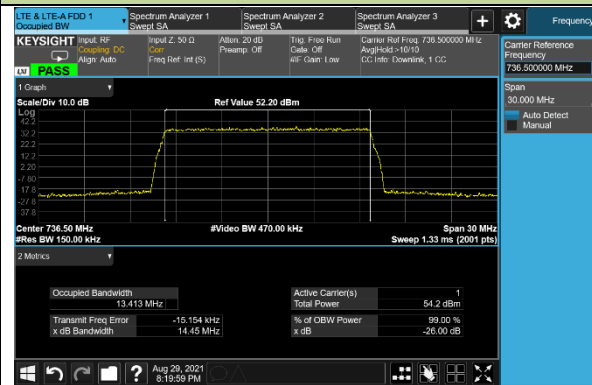 LTE & LTE-A FDD 1
Occupied BW
Spectrum Analyzer 1
Swept SA
Spectrum Analyzer 2
Swept SA
Spectrum Analyzer 3
Swept SA
+
Frequency
KEYSIGHT
Input: RF
Coupling: DC
Align: Auto
Input Z: 50 Ω
Corr
Freq Ref: Int (S)
Atten: 20 dB
Preamp: Off
Trig: Free Run
Gate: Off
#IF Gain: Low
Carrier Ref Freq: 736.500000 MHz
Avg|Hold:>10/10
CC Info: Downlink, 1 CC
LXI
PASS
Carrier Reference
Frequency
736.500000 MHz
Span
30.000 MHz
Auto Detect
Manual
1 Graph
Scale/Div 10.0 dB
Ref Value 52.20 dBm
Log
42.2
32.2
22.2
12.2
2.20
-7.80
-17.8
-27.8
-37.8
Center 736.50 MHz
#Video BW 470.00 kHz
Span 30 MHz
#Res BW 150.00 kHz
Sweep 1.33 ms (2001 pts)
2 Metrics
Occupied Bandwidth
13.413 MHz
Active Carrier(s)
1
Total Power
54.2 dBm
Transmit Freq Error
-15.154 kHz
% of OBW Power
99.00 %
x dB Bandwidth
14.45 MHz
x dB
-26.00 dB
?
Aug 29, 2021
8:19:59 PM